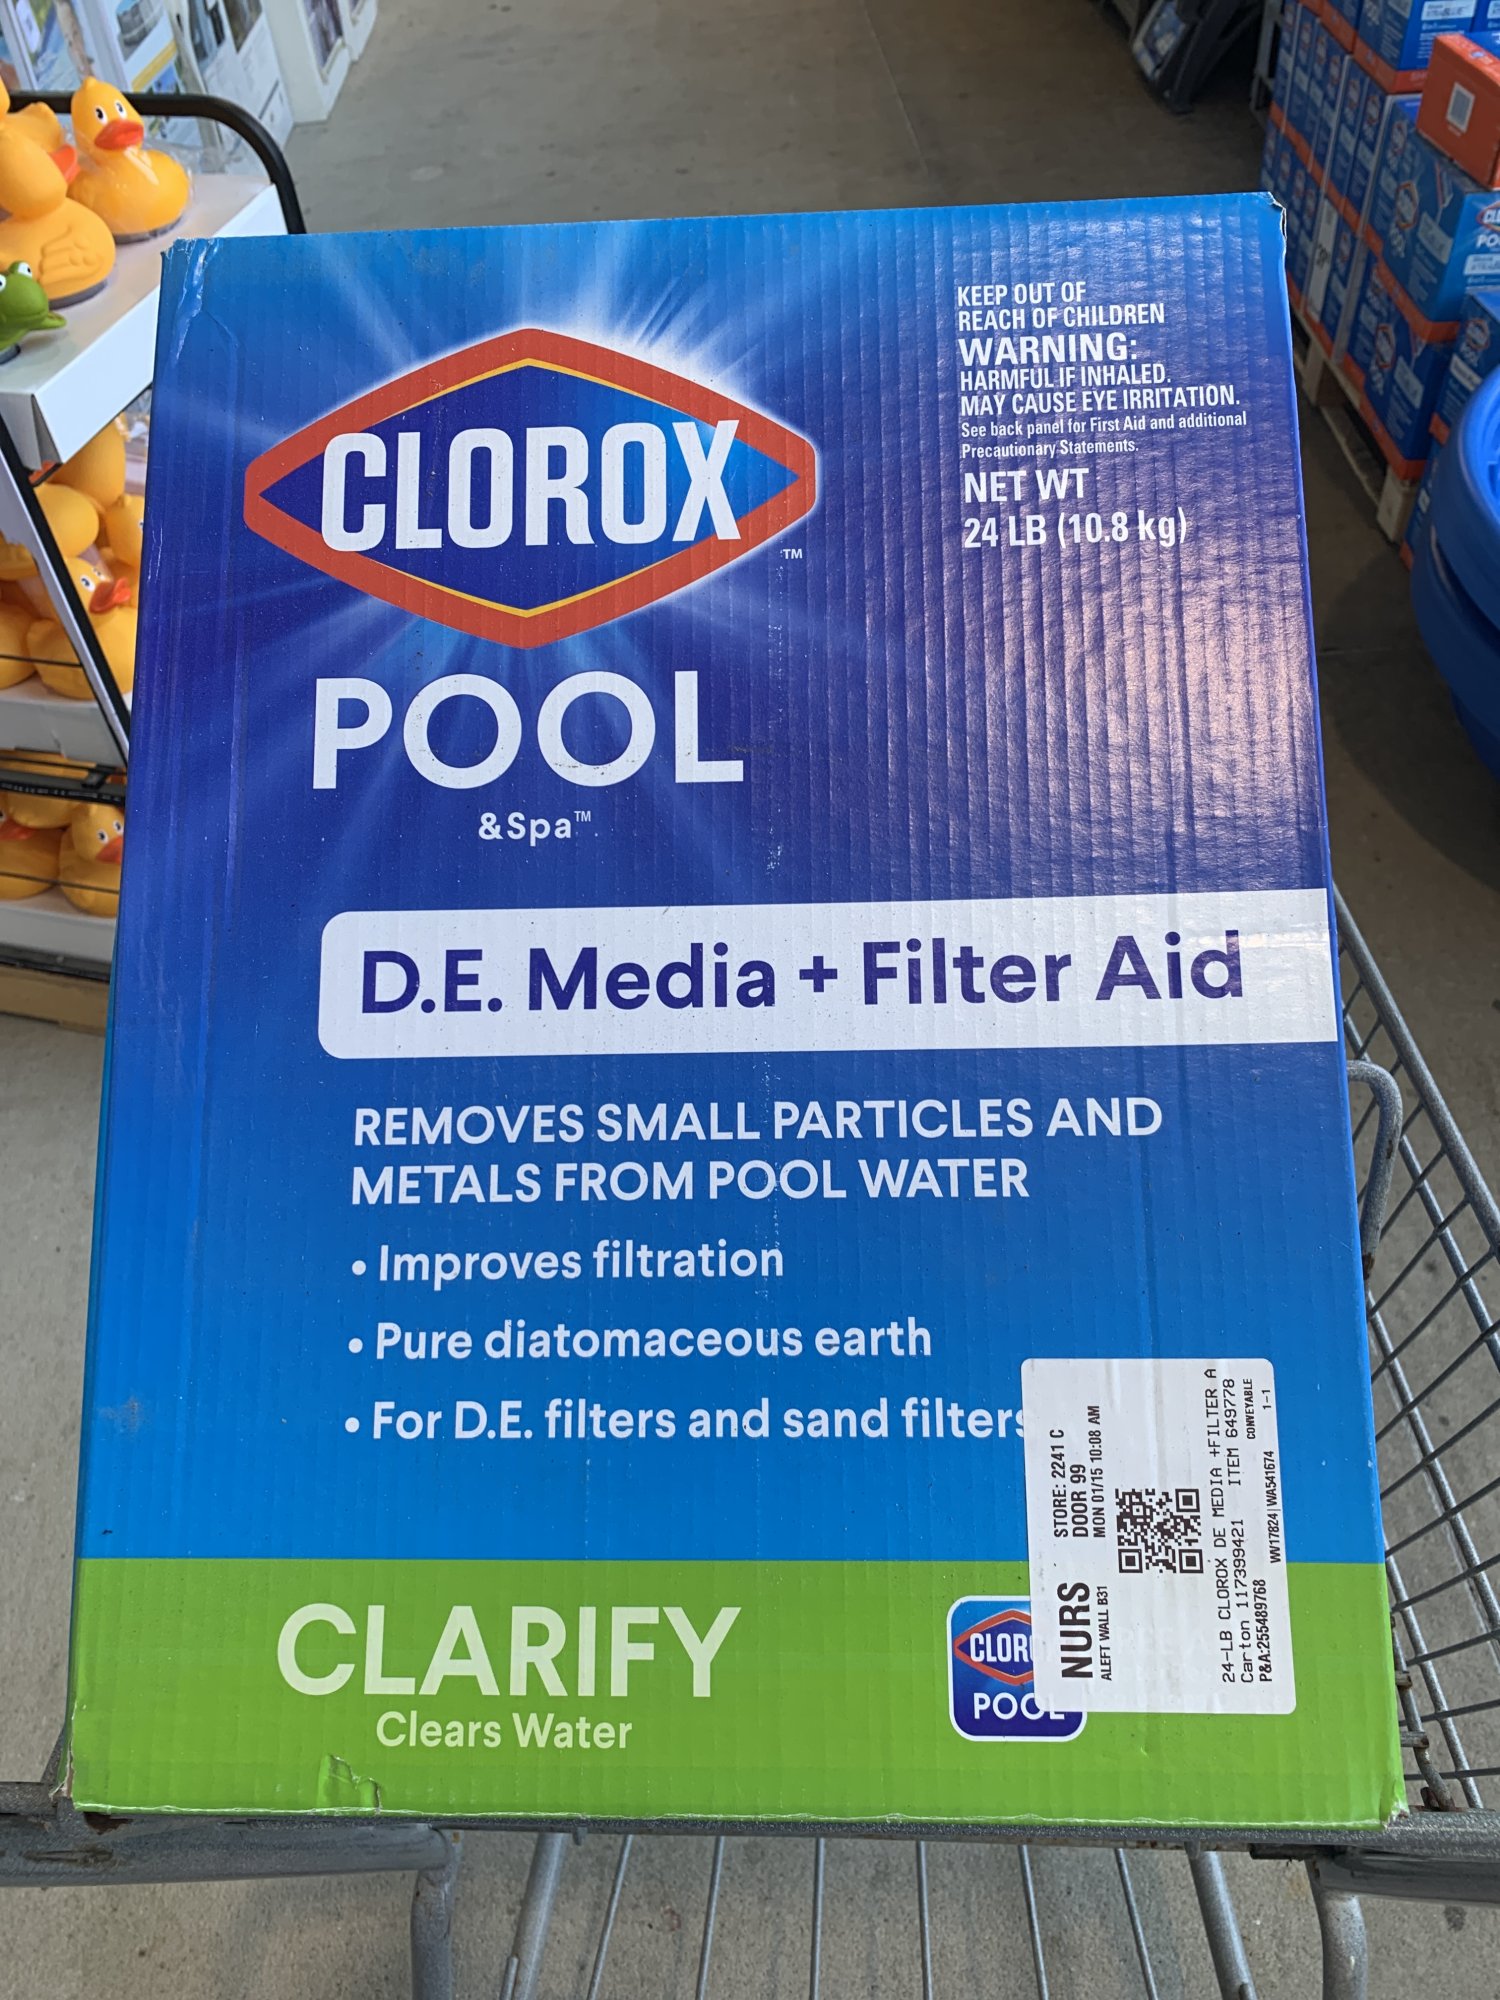 KEEP OUT OF
REACH OF CHILDREN
WARNING:
HARMFUL IF INHALED.
MAY CAUSE EYE IRRITATION.
See back panel for First Aid and additional
Precautionary Statements.
NET WT
24 LB (10.8 kg)
CLOROX
TM
POOL
&Spa™
D.E. Media + Filter Aid
REMOVES SMALL PARTICLES AND
METALS FROM POOL WATER
• Improves filtration
• Pure diatomaceous earth
• For D.E. filters and sand filters
CLARIFY
Clears Water
CLOR
POOL
NURS
ALEFT WALL B31
STORE: 2241 C
DOOR 99
MON 01/15 10:08 AM
24-LB CLOROX DE MEDIA +FILTER A
Carton 117399421 ITEM 649778
P&A:255489768 WV17824|WA541674
CONVEYABLE
1-1